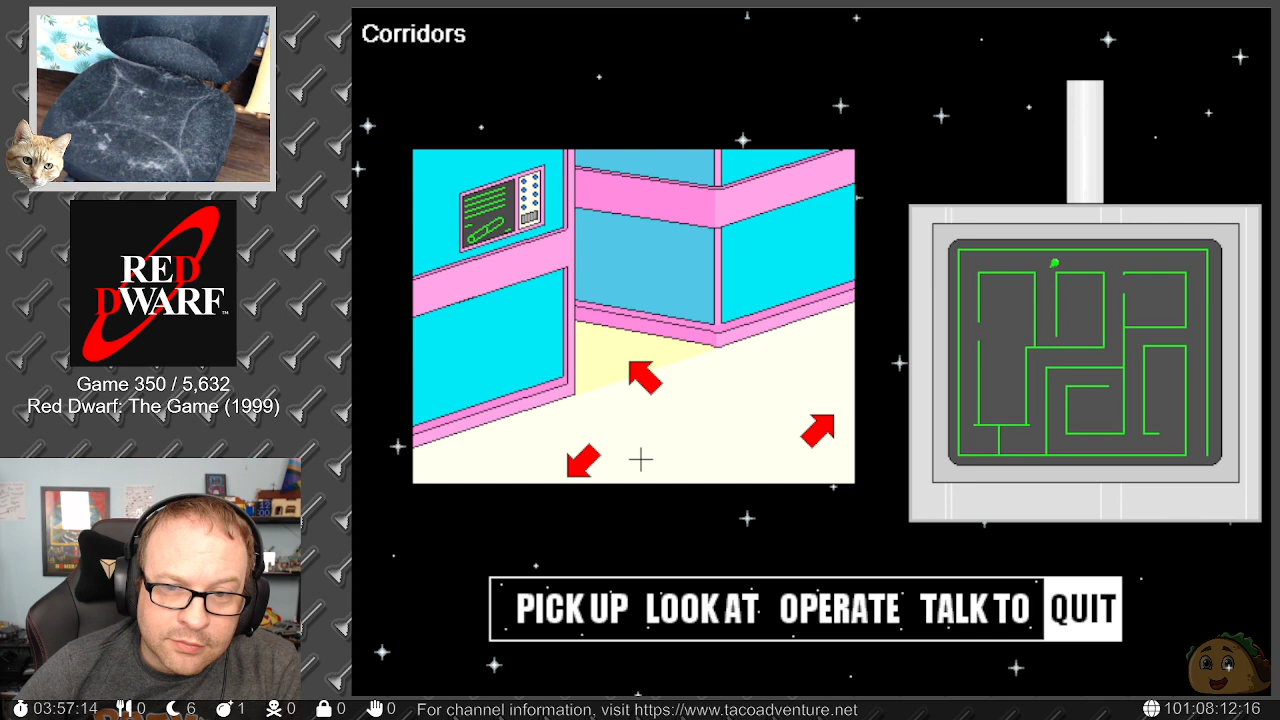 Corridors
RED
DWARF
TM
Game 350 / 5,632
Red Dwarf: The Game (1999)
PICK UP LOOK AT OPERATE TALK TO QUIT
03:57:14 0 6 1 0 0 0 For channel information, visit https://www.tacoadventure.net 101:08:12:16